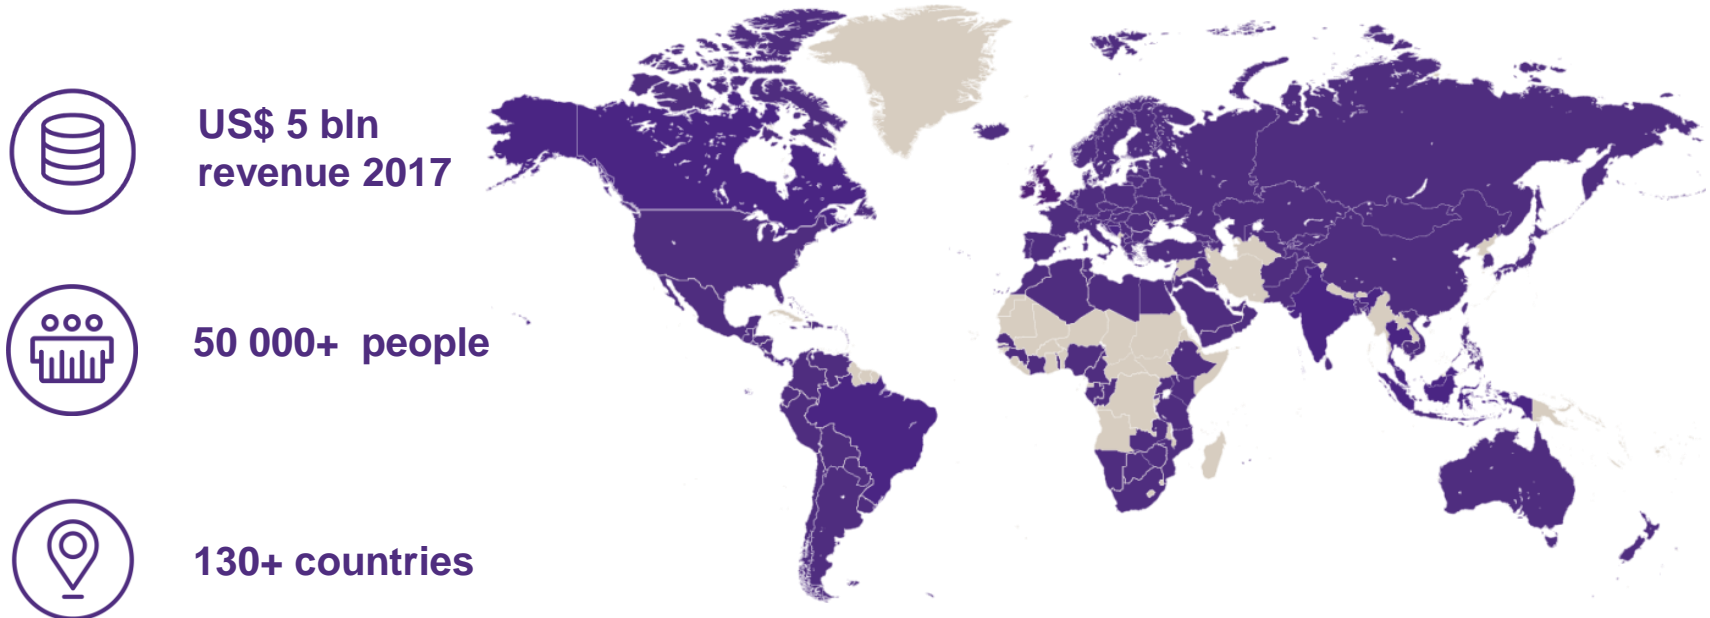 US$ 5 bln
revenue 2017
50 000+ people
130+ countries